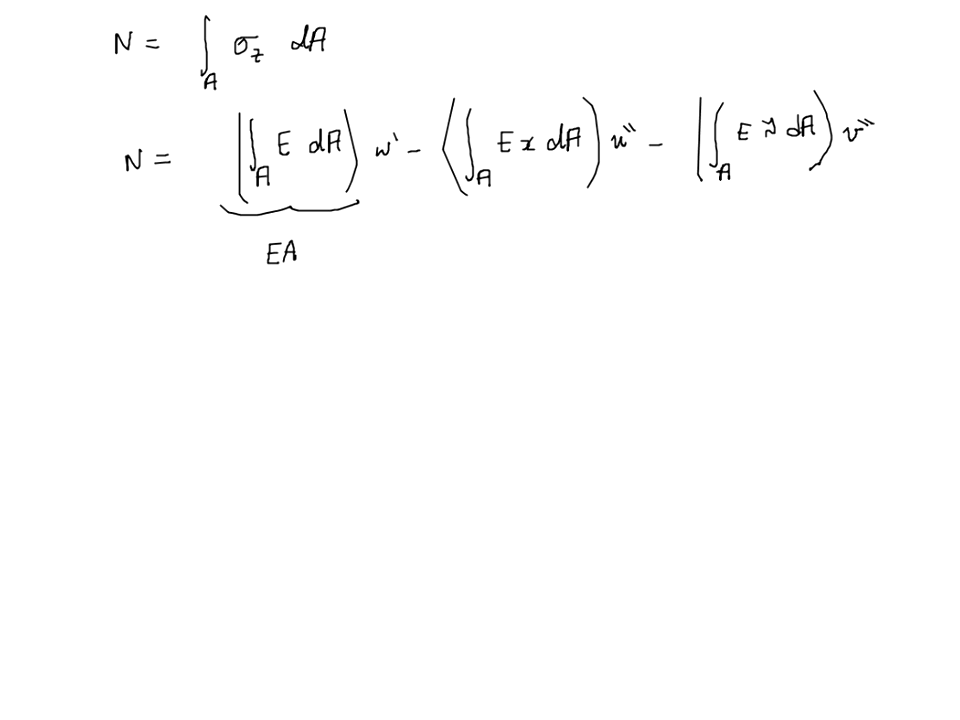 N = ∫_A σ_z dA
N = (∫_A E dA) w' - (∫_A E x dA) u'' - (∫_A E y dA) v''
EA